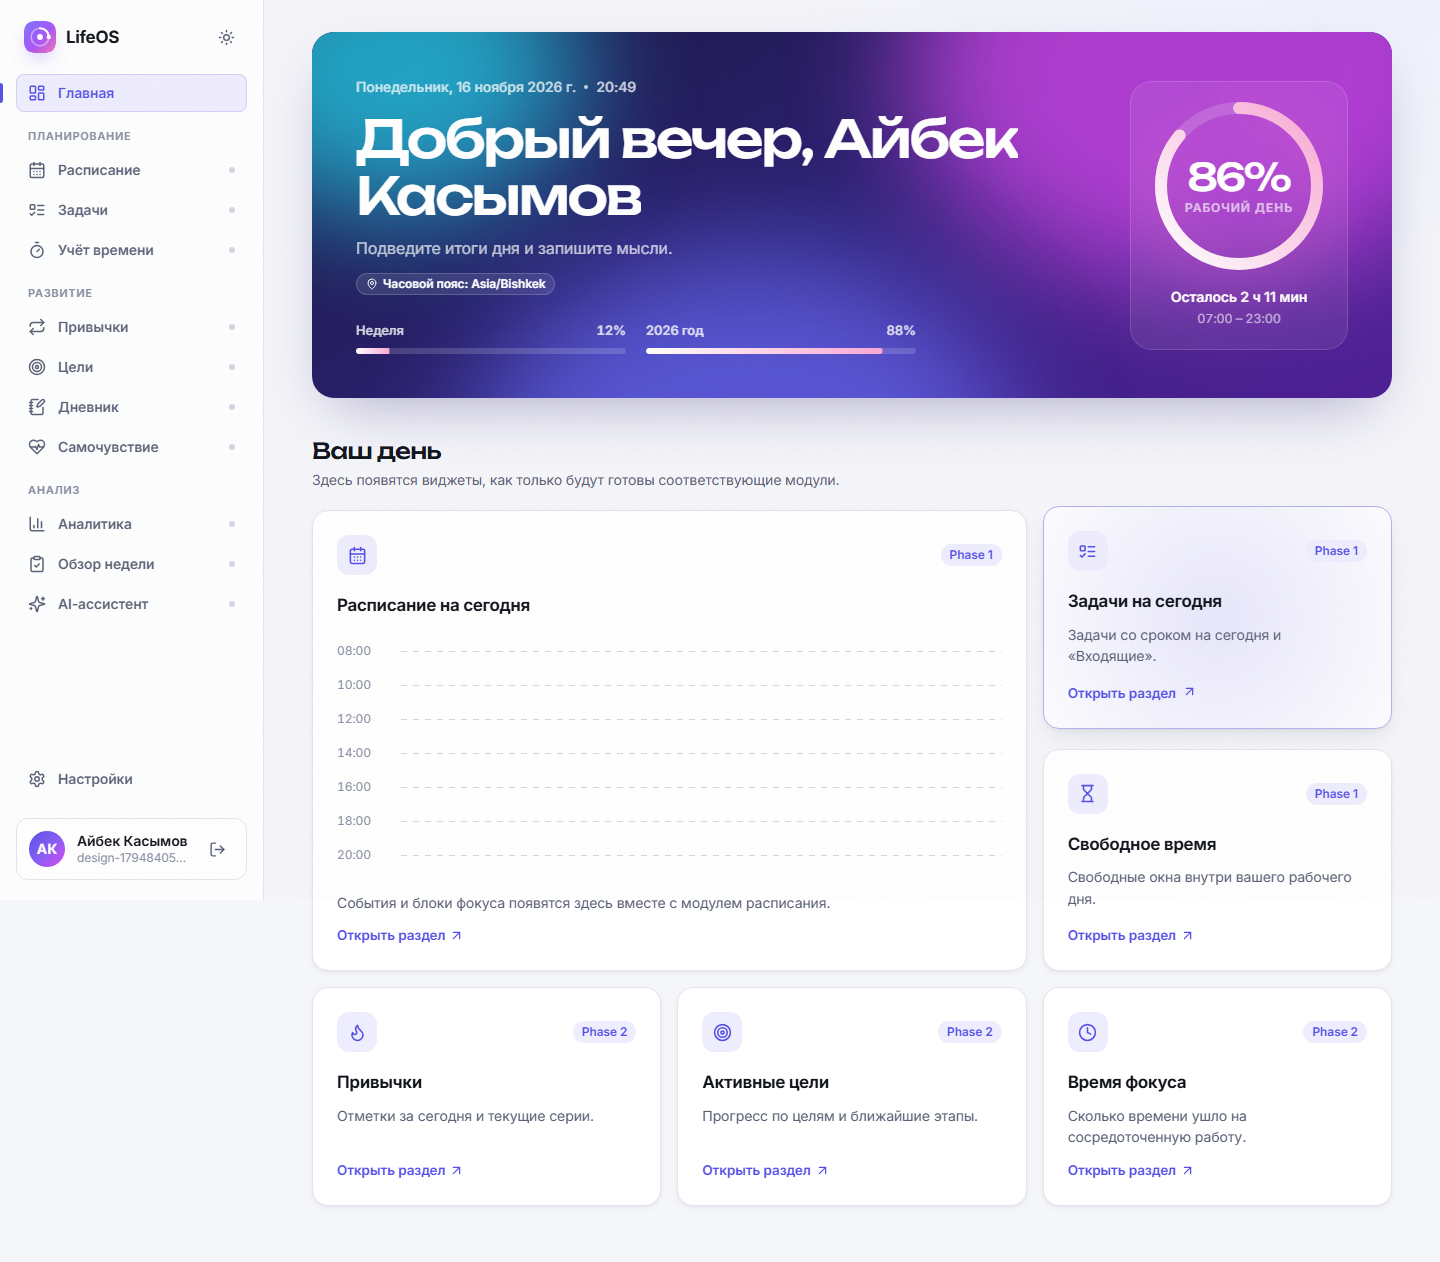 LifeOS
Главная
ПЛАНИРОВАНИЕ
Расписание
Задачи
Учёт времени
РАЗВИТИЕ
Привычки
Цели
Дневник
Самочувствие
АНАЛИЗ
Аналитика
Обзор недели
AI-ассистент
Настройки
АК
Айбек Касымов
design-17948405...
Понедельник, 16 ноября 2026 г. • 20:49
Добрый вечер, Айбек
Касымов
Подведите итоги дня и запишите мысли.
Часовой пояс: Asia/Bishkek
Неделя 12%
2026 год 88%
86%
РАБОЧИЙ ДЕНЬ
Осталось 2 ч 11 мин
07:00 – 23:00
Ваш день
Здесь появятся виджеты, как только будут готовы соответствующие модули.
Phase 1
Расписание на сегодня
08:00
10:00
12:00
14:00
16:00
18:00
20:00
События и блоки фокуса появятся здесь вместе с модулем расписания.
Открыть раздел
Phase 1
Задачи на сегодня
Задачи со сроком на сегодня и
«Входящие».
Открыть раздел
Phase 1
Свободное время
Свободные окна внутри вашего рабочего
дня.
Открыть раздел
Phase 2
Привычки
Отметки за сегодня и текущие серии.
Открыть раздел
Phase 2
Активные цели
Прогресс по целям и ближайшие этапы.
Открыть раздел
Phase 2
Время фокуса
Сколько времени ушло на
сосредоточенную работу.
Открыть раздел